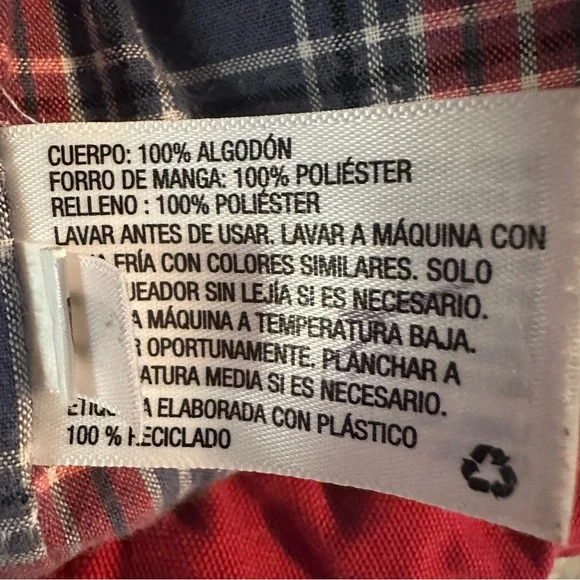 CUERPO: 100% ALGODÓN
FORRO DE MANGA: 100% POLIÉSTER
RELLENO : 100% POLIÉSTER
LAVAR ANTES DE USAR. LAVAR A MÁQUINA CON
FRÍA CON COLORES SIMILARES. SOLO
SIN LEJÍA SI ES NECESARIO.
A MÁQUINA A TEMPERATURA BAJA.
OPORTUNAMENTE. PLANCHAR A
MEDIA SI ES NECESARIO.
ELABORADA CON PLÁSTICO
100 % RECICLADO